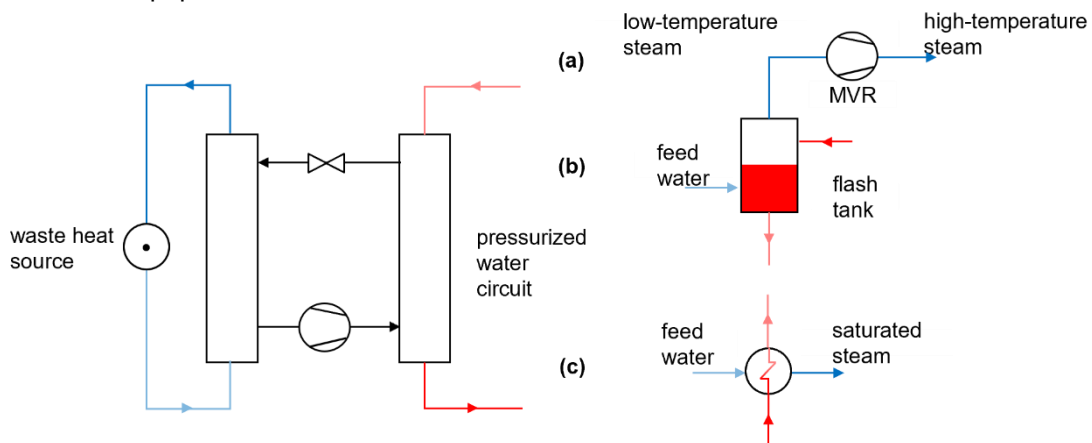 low-temperature
steam
high-temperature
steam
(a)
MVR
(b)
feed
water
flash
tank
waste heat
source
pressurized
water
circuit
feed
water
saturated
steam
(c)